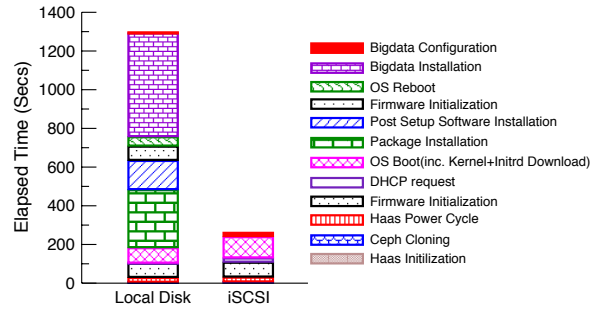 1400
1200
1000
800
600
400
200
0
Elapsed Time (Secs)
Local Disk
iSCSI
Bigdata Configuration
Bigdata Installation
OS Reboot
Firmware Initialization
Post Setup Software Installation
Package Installation
OS Boot(inc. Kernel+Initrd Download)
DHCP request
Firmware Initialization
Haas Power Cycle
Ceph Cloning
Haas Initilization